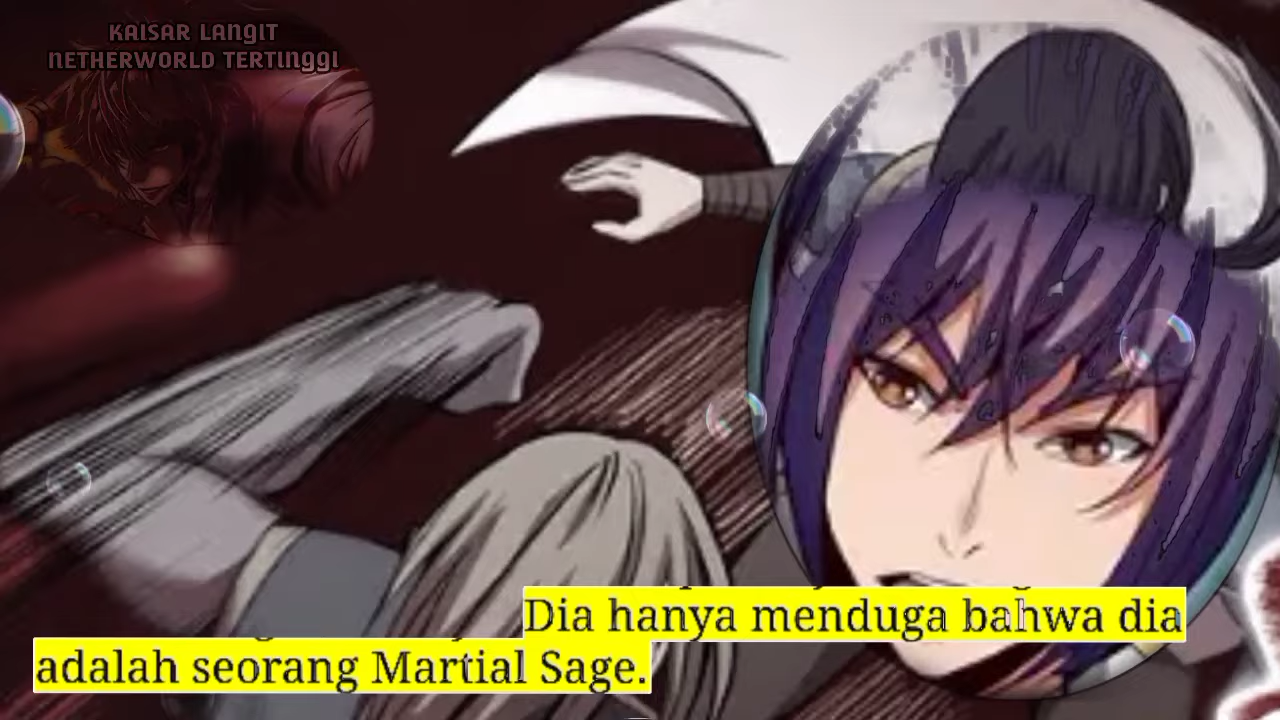 KAISAR LANGIT
NETHERWORLD TERTINGGI
Dia hanya menduga bahwa dia
adalah seorang Martial Sage.